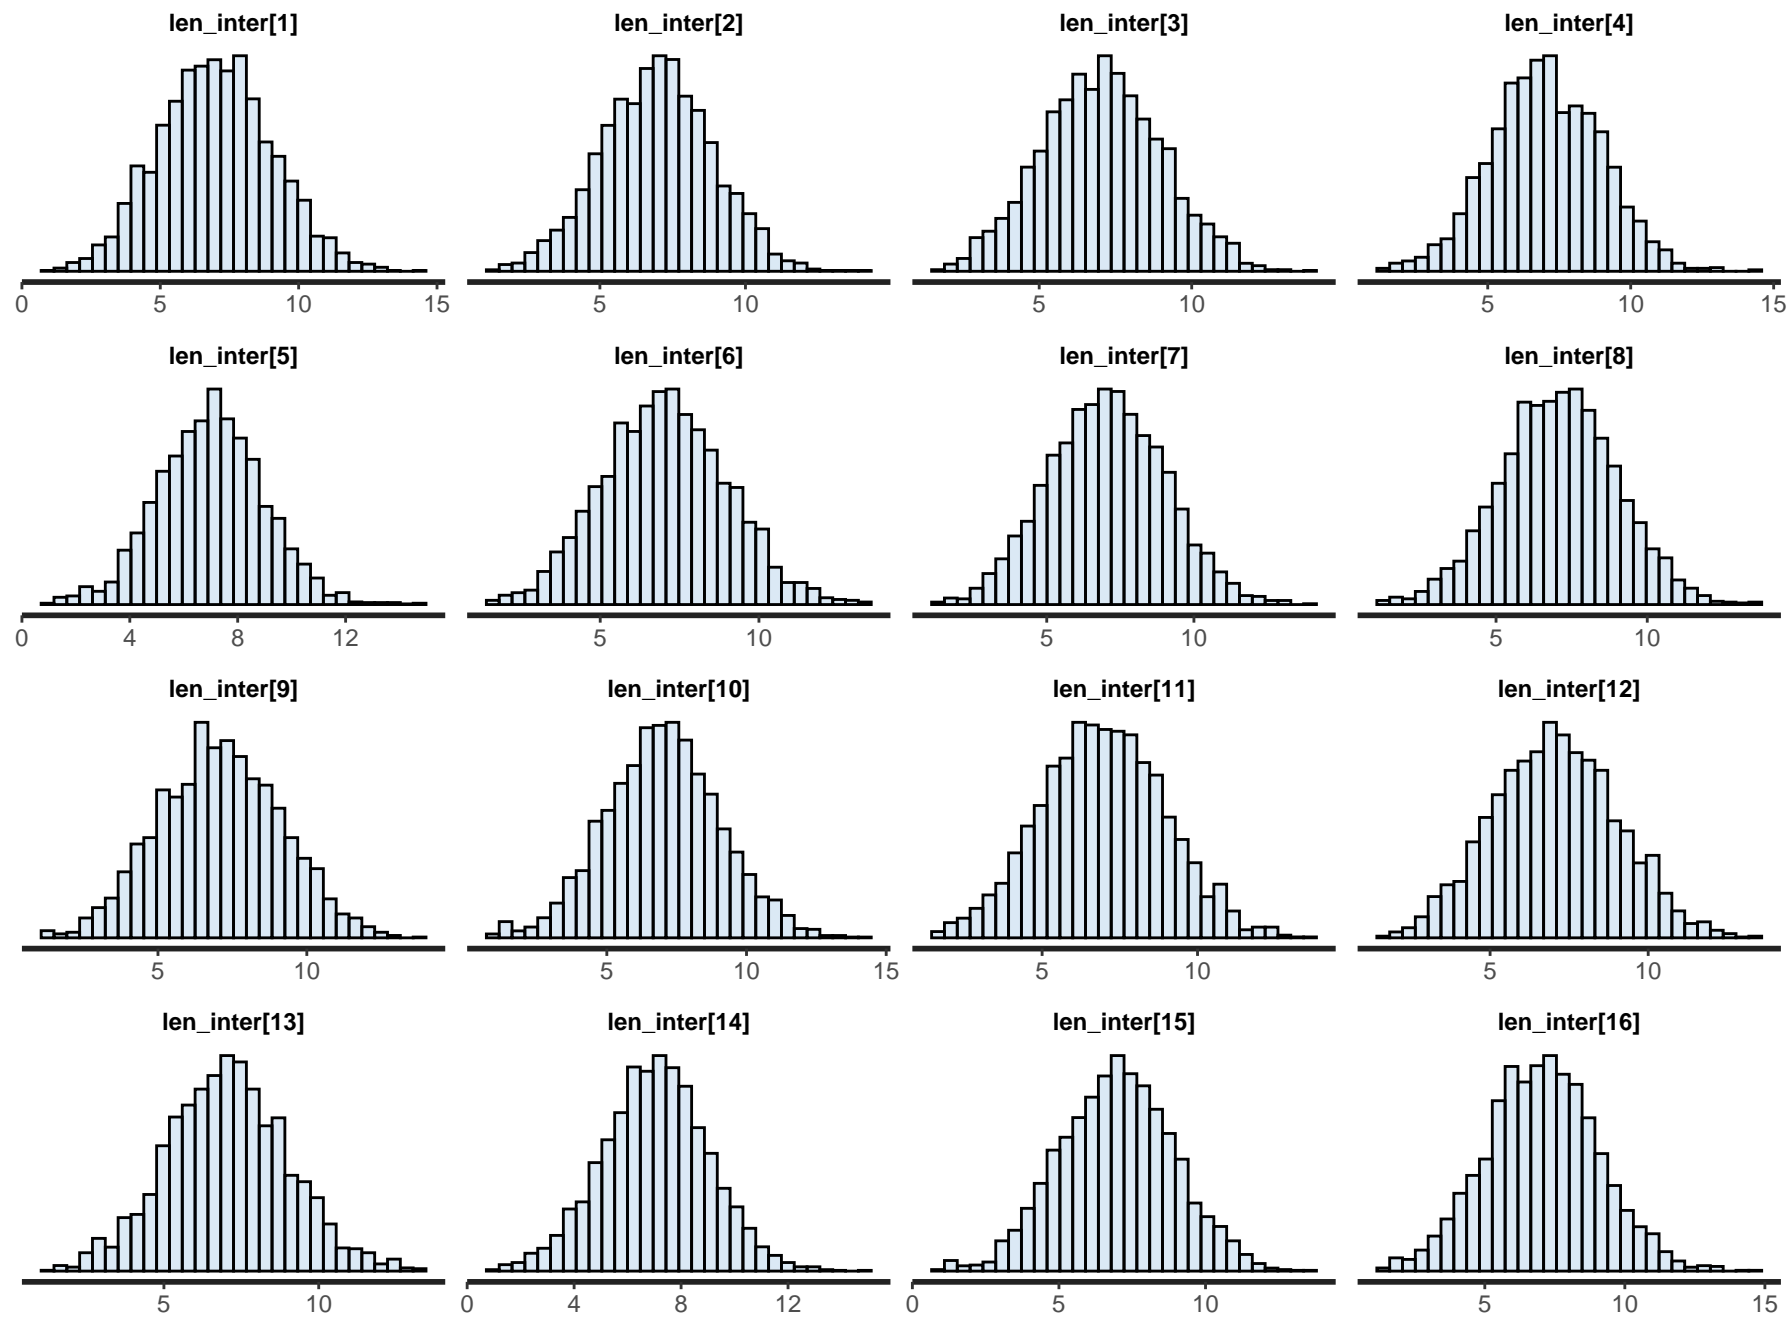 len_inter[1] len_inter[2] len_inter[3] len_inter[4]
0 5 10 15 5 10 5 10 5 10 15
len_inter[5] len_inter[6] len_inter[7] len_inter[8]
0 4 8 12 5 10 5 10 5 10
len_inter[9] len_inter[10] len_inter[11] len_inter[12]
5 10 5 10 15 5 10 5 10
len_inter[13] len_inter[14] len_inter[15] len_inter[16]
5 10 0 4 8 12 0 5 10 5 10 15